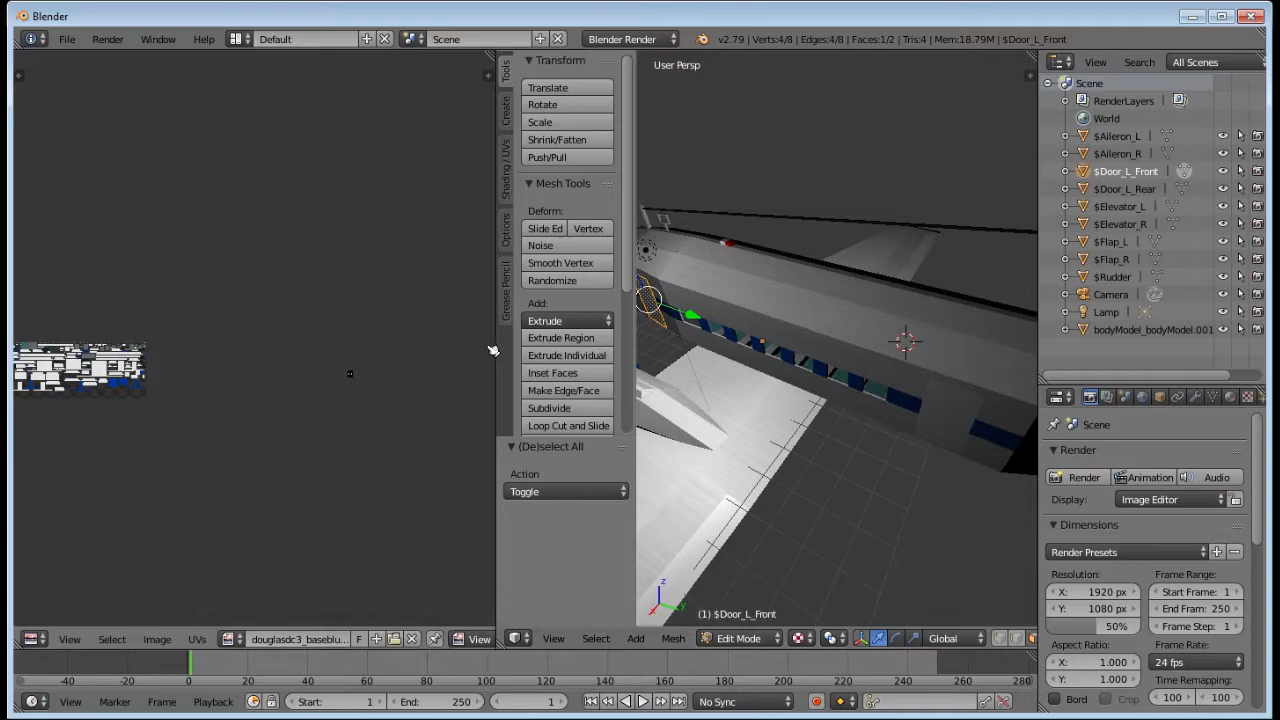 Blender
File Render Window Help Default Scene Blender Render v2.79 | Verts:4/8 | Edges:4/8 | Faces:1/2 | Tris:4 | Mem:18.79M | $Door_L_Front
Tools
Create
Shading / UVs
Options
Grease Pencil
Transform
Translate
Rotate
Scale
Shrink/Fatten
Push/Pull
Mesh Tools
Deform:
Slide Ed Vertex
Noise
Smooth Vertex
Randomize
Add:
Extrude
Extrude Region
Extrude Individual
Inset Faces
Make Edge/Face
Subdivide
Loop Cut and Slide
(De)select All
Action
Toggle
User Persp
z
x y
(1) $Door_L_Front
View Search All Scenes
Scene
RenderLayers
World
$Aileron_L
$Aileron_R
$Door_L_Front
$Door_L_Rear
$Elevator_L
$Elevator_R
$Flap_L
$Flap_R
$Rudder
Camera
Lamp
bodyModel_bodyModel.001
Scene
Render
Render Animation Audio
Display: Image Editor
Dimensions
Render Presets
Resolution: Frame Range:
X: 1920 px Start Frame: 1
Y: 1080 px End Fram: 250
50% Frame Step: 1
Aspect Ratio: Frame Rate:
X: 1.000 24 fps
Y: 1.000 Time Remapping:
Bord Crop 100 100
View Select Image UVs douglasdc3_baseblu... F View
View Select Add Mesh Edit Mode Global
-40 -20 0 20 40 60 80 100 120 140 160 180 200 220 240 260 280
View Marker Frame Playback Start: 1 End: 250 1 No Sync